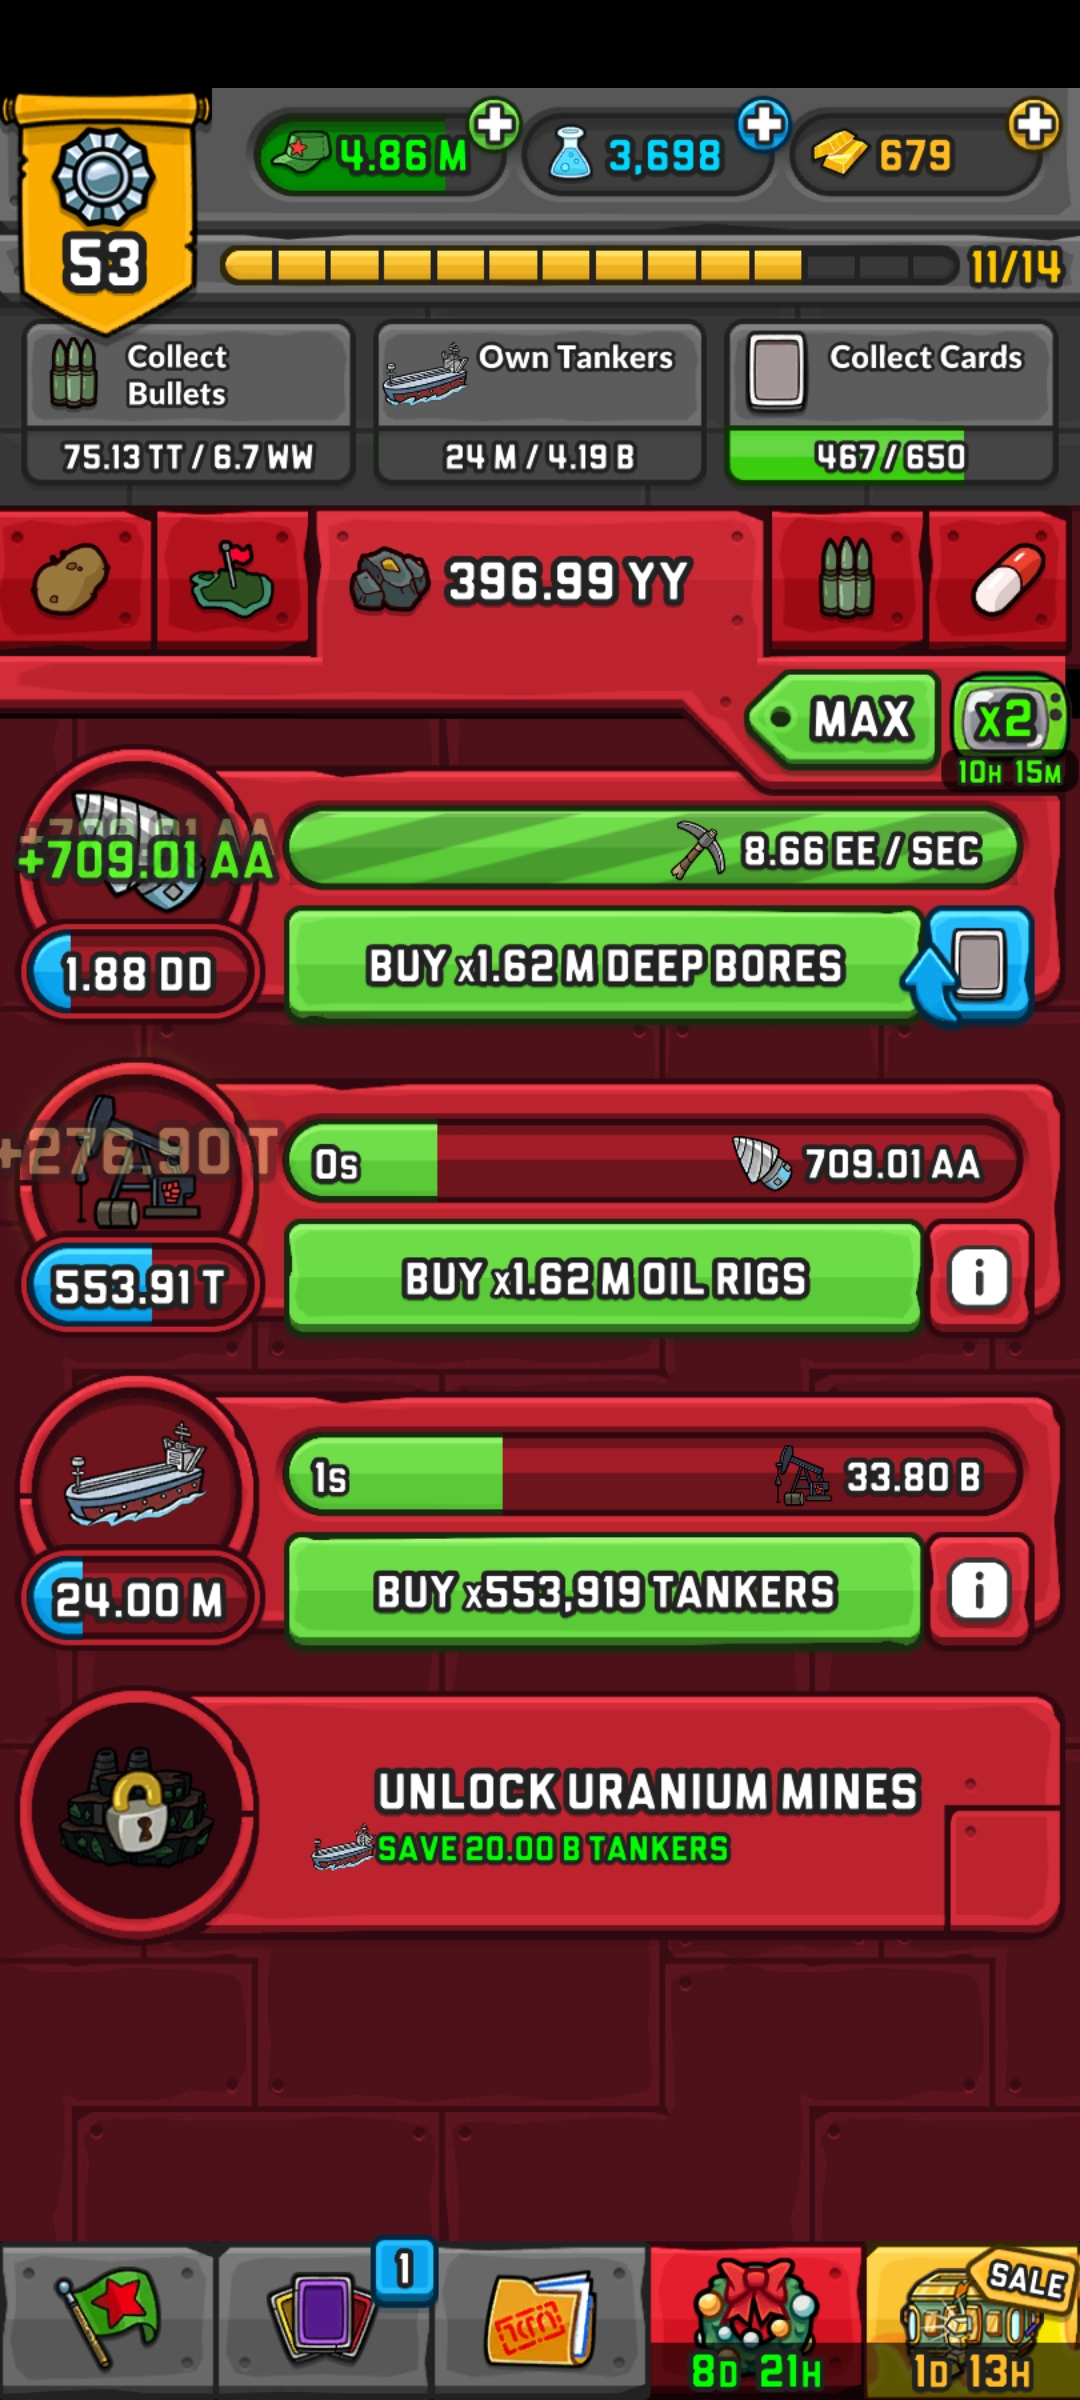 4.86 M
3,698
679
53
11/14
Collect
Bullets
75.13 TT / 6.7 WW
Own Tankers
24 M / 4.19 B
Collect Cards
467 / 650
396.99 YY
MAX
x2
10H 15M
+709.01 AA
8.66 EE / SEC
1.88 DD
BUY x1.62 M DEEP BORES
+276.90 T
0s
709.01 AA
553.91 T
BUY x1.62 M OIL RIGS
i
1s
33.80 B
24.00 M
BUY x553,919 TANKERS
i
UNLOCK URANIUM MINES
SAVE 20.00 B TANKERS
1
SALE
8D 21H
1D 13H